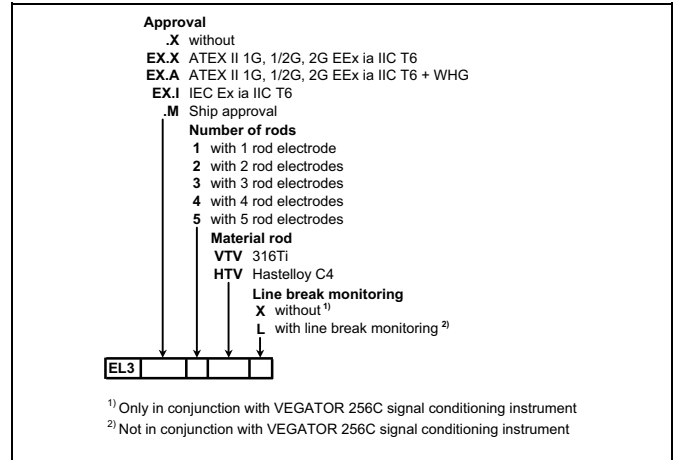 Approval
.X without
EX.X ATEX II 1G, 1/2G, 2G EEx ia IIC T6
EX.A ATEX II 1G, 1/2G, 2G EEx ia IIC T6 + WHG
EX.I IEC Ex ia IIC T6
.M Ship approval
Number of rods
1 with 1 rod electrode
2 with 2 rod electrodes
3 with 3 rod electrodes
4 with 4 rod electrodes
5 with 5 rod electrodes
Material rod
VTV 316Ti
HTV Hastelloy C4
Line break monitoring
X without 1)
L with line break monitoring 2)
EL3
1) Only in conjunction with VEGATOR 256C signal conditioning instrument
2) Not in conjunction with VEGATOR 256C signal conditioning instrument